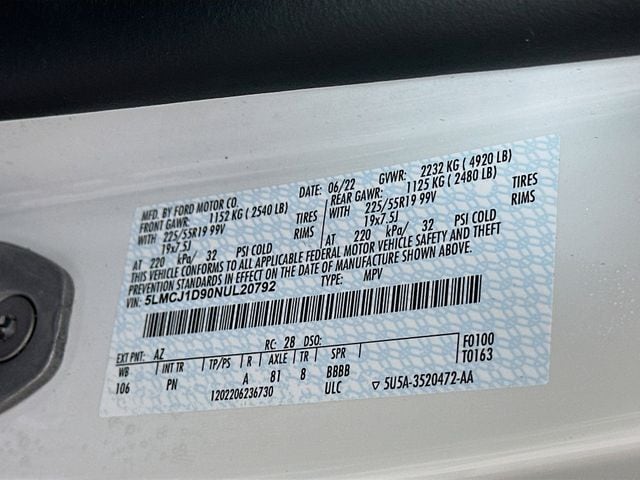 MFD. BY FORD MOTOR CO.
DATE: 06/22 GVWR: 2232 KG ( 4920 LB)
FRONT GAWR: 1152 KG ( 2540 LB) REAR GAWR: 1125 KG ( 2480 LB)
WITH 225/55R19 99V TIRES WITH 225/55R19 99V TIRES
19x7.5J RIMS 19x7.5J RIMS
AT 220 kPa/ 32 PSI COLD AT 220 kPa/ 32 PSI COLD
THIS VEHICLE CONFORMS TO ALL APPLICABLE FEDERAL MOTOR VEHICLE SAFETY AND THEFT
PREVENTION STANDARDS IN EFFECT ON THE DATE OF MANUFACTURE SHOWN ABOVE.
VIN: 5LMCJ1D90NUL20792 TYPE: MPV
EXT PNT: AZ RC: 28 DSO: F0100
WB INT TR TP/PS R AXLE TR SPR T0163
106 PN A 81 8 BBBB
1202206236730 ULC ▽ 5U5A-3520472-AA